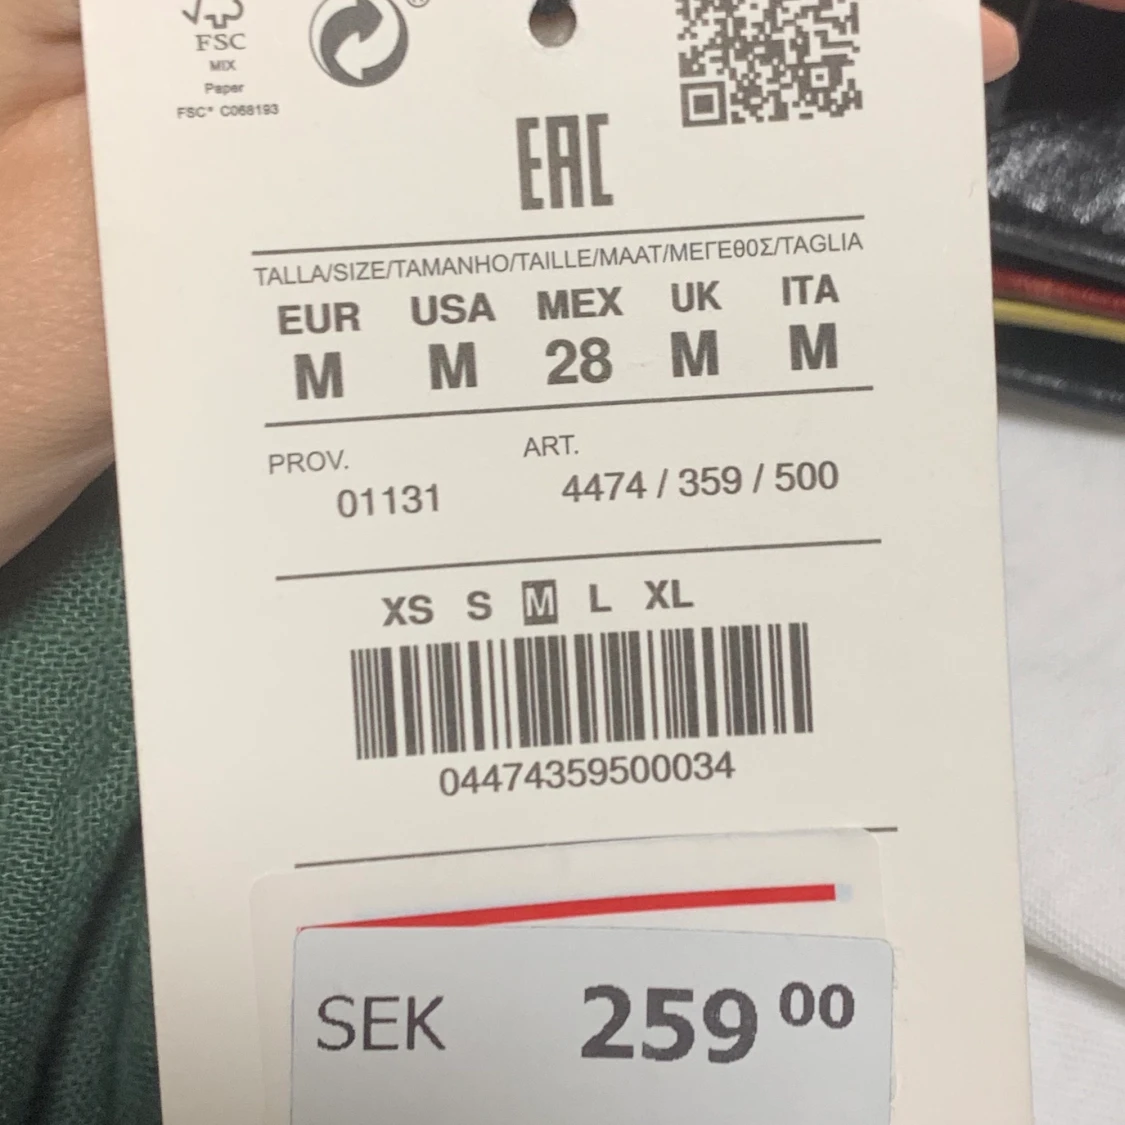 FSC
MIX
Paper
FSC® C068193
®
EAC
TALLA/SIZE/TAMANHO/TAILLE/MAAT/ΜΕΓΕθΟΣ/TAGLIA
EUR USA MEX UK ITA
M M 28 M M
PROV. ART.
01131 4474 / 359 / 500
XS S M L XL
04474359500034
SEK 259 00